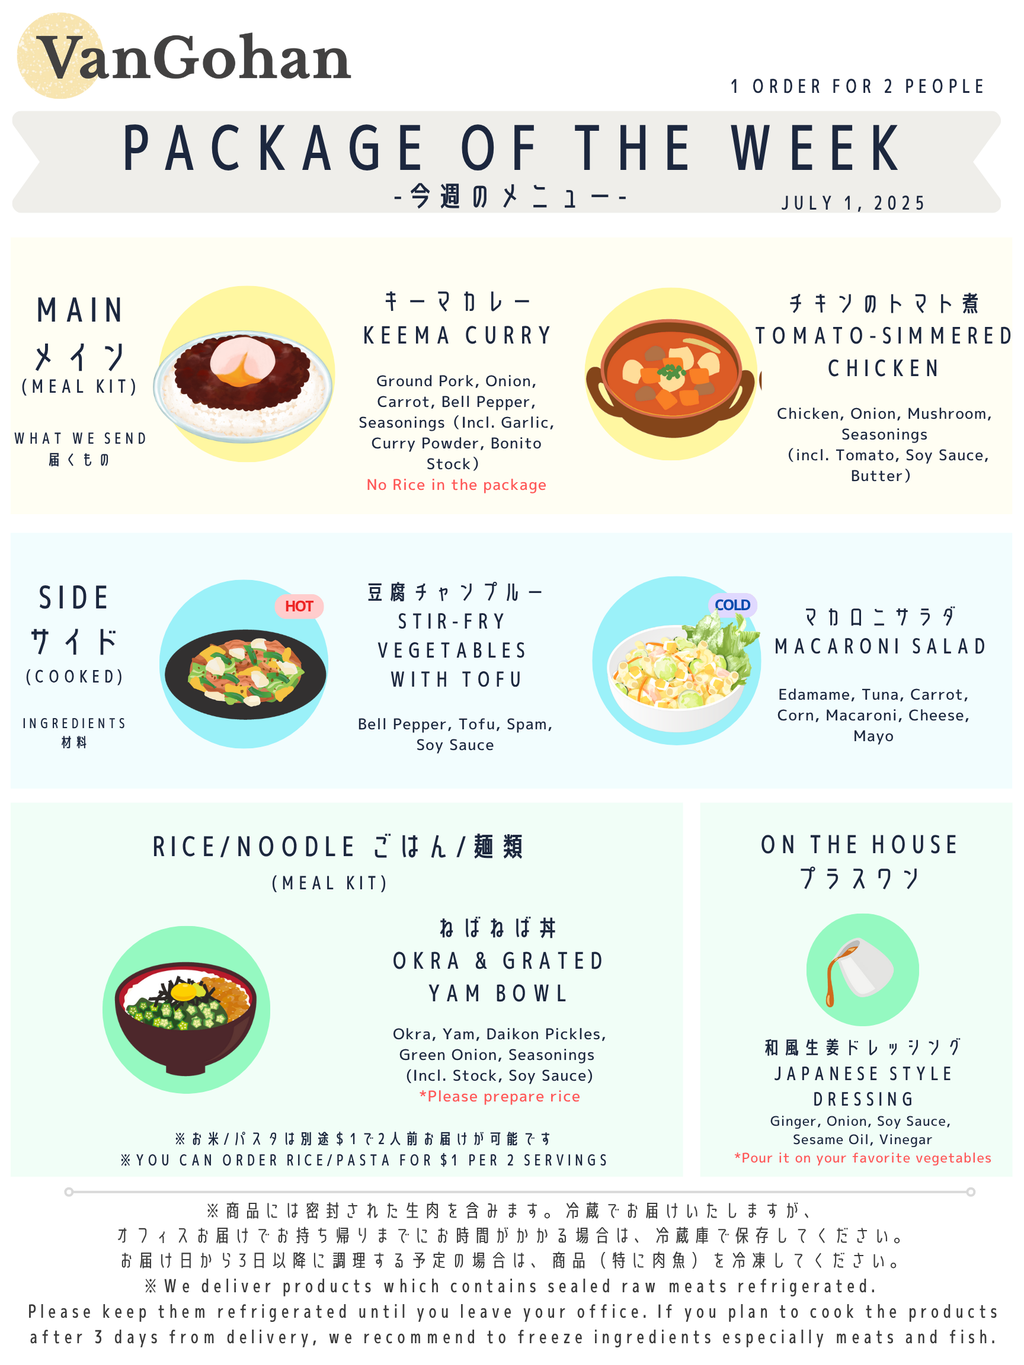 VanGohan
1 ORDER FOR 2 PEOPLE
PACKAGE OF THE WEEK
-今週のメニュー-
JULY 1, 2025
MAIN
メイン
(MEAL KIT)
WHAT WE SEND
届くもの
キーマカレー
KEEMA CURRY
Ground Pork, Onion,
Carrot, Bell Pepper,
Seasonings (Incl. Garlic,
Curry Powder, Bonito
Stock)
No Rice in the package
チキンのトマト煮
TOMATO-SIMMERED
CHICKEN
Chicken, Onion, Mushroom,
Seasonings
(incl. Tomato, Soy Sauce,
Butter)
SIDE
サイド
(COOKED)
INGREDIENTS
材料
HOT
豆腐チャンプルー
STIR-FRY
VEGETABLES
WITH TOFU
Bell Pepper, Tofu, Spam,
Soy Sauce
COLD
マカロニサラダ
MACARONI SALAD
Edamame, Tuna, Carrot,
Corn, Macaroni, Cheese,
Mayo
RICE/NOODLE ごはん/麺類
(MEAL KIT)
ねばねば丼
OKRA & GRATED
YAM BOWL
Okra, Yam, Daikon Pickles,
Green Onion, Seasonings
(Incl. Stock, Soy Sauce)
*Please prepare rice
※お米/パスタは別途$1で2人前お届けが可能です
※YOU CAN ORDER RICE/PASTA FOR $1 PER 2 SERVINGS
ON THE HOUSE
プラスワン
和風生姜ドレッシング
JAPANESE STYLE
DRESSING
Ginger, Onion, Soy Sauce,
Sesame Oil, Vinegar
*Pour it on your favorite vegetables
※商品には密封された生肉を含みます。冷蔵でお届けいたしますが、
オフィスお届けでお持ち帰りまでにお時間がかかる場合は、冷蔵庫で保存してください。
お届け日から3日以降に調理する予定の場合は、商品（特に肉魚）を冷凍してください。
※We deliver products which contains sealed raw meats refrigerated.
Please keep them refrigerated until you leave your office. If you plan to cook the products
after 3 days from delivery, we recommend to freeze ingredients especially meats and fish.